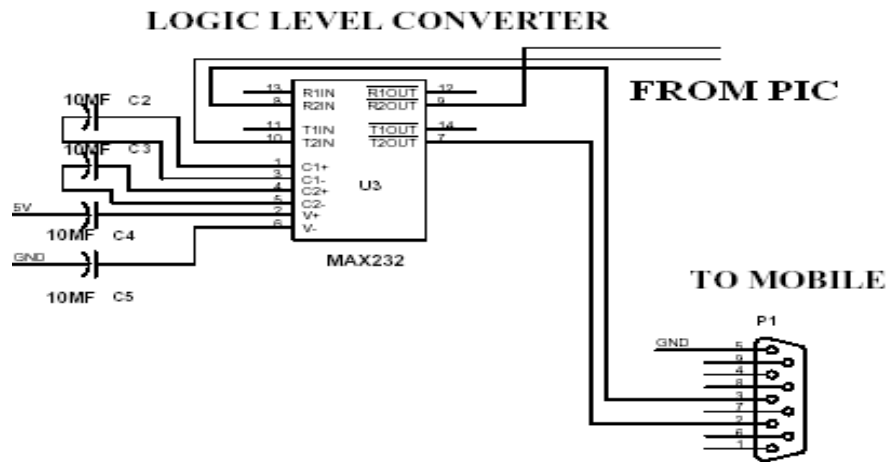 LOGIC LEVEL CONVERTER
FROM PIC
10MF C2
10MF C3
5V
10MF C4
GND
10MF C5
13 R1IN R1OUT 12
8 R2IN R2OUT 9
11 T1IN T1OUT 14
10 T2IN T2OUT 7
1 C1+
3 C1-
4 C2+
5 C2-
2 V+
6 V-
U3
MAX232
TO MOBILE
P1
GND 5
9
4
8
3
7
2
6
1